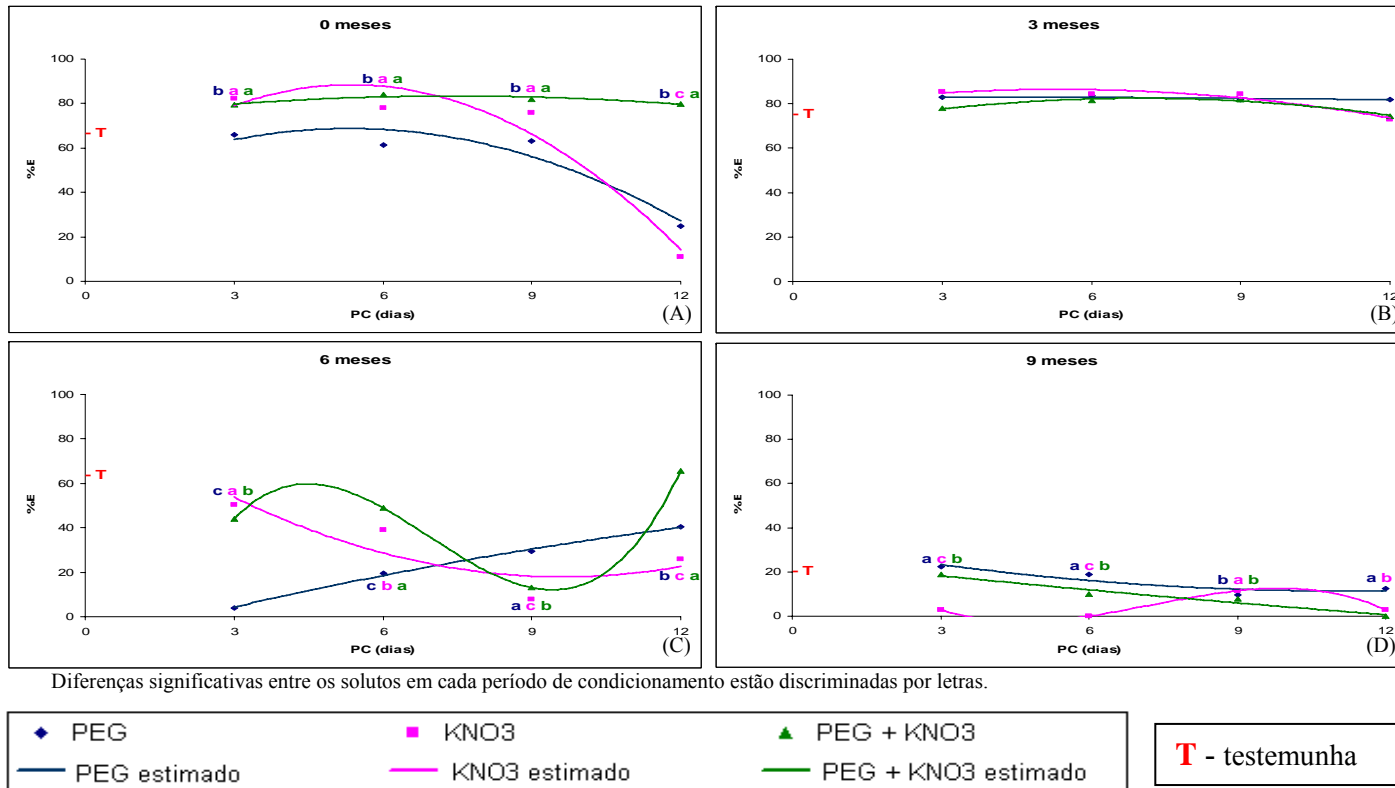 0 meses
100
80
60
40
20
0
%E
T
b a a
b a a
b a a
b c a
0
3
6
9
12
PC (dias)
(A)
3 meses
100
80
60
40
20
0
%E
T
0
3
6
9
12
PC (dias)
(B)
6 meses
100
80
60
40
20
0
%E
T
c a b
c b a
a c b
b c a
0
3
6
9
12
PC (dias)
(C)
9 meses
100
80
60
40
20
0
%E
T
a c b
a c b
b a b
a b
0
3
6
9
12
PC (dias)
(D)
Diferenças significativas entre os solutos em cada período de condicionamento estão discriminadas por letras.
PEG
KNO3
PEG + KNO3
PEG estimado
KNO3 estimado
PEG + KNO3 estimado
T - testemunha